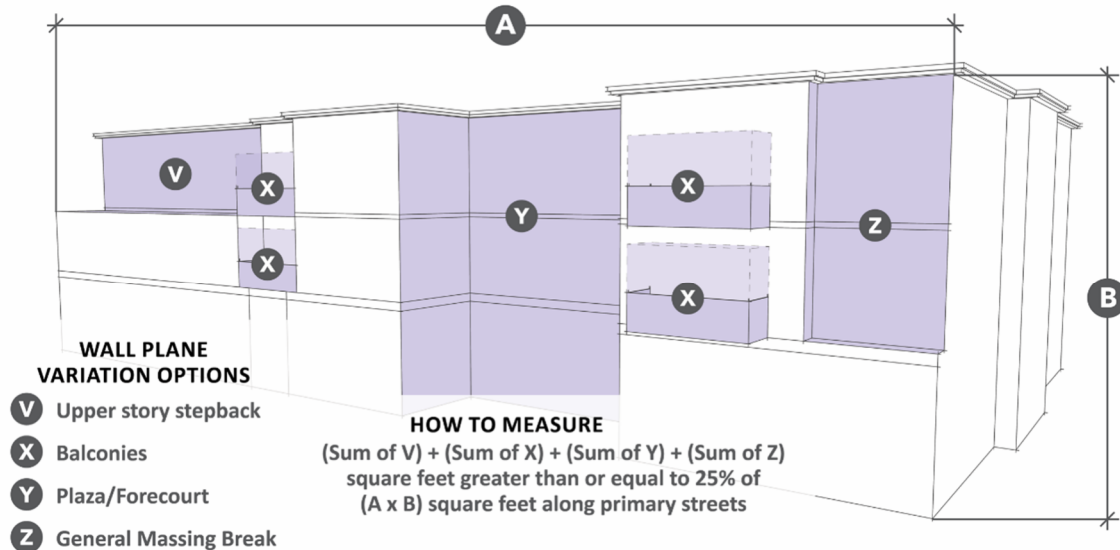 A
V
X
X
Y
X
X
Z
B
WALL PLANE
VARIATION OPTIONS
V Upper story stepback
X Balconies
Y Plaza/Forecourt
Z General Massing Break
HOW TO MEASURE
(Sum of V) + (Sum of X) + (Sum of Y) + (Sum of Z)
square feet greater than or equal to 25% of
(A x B) square feet along primary streets